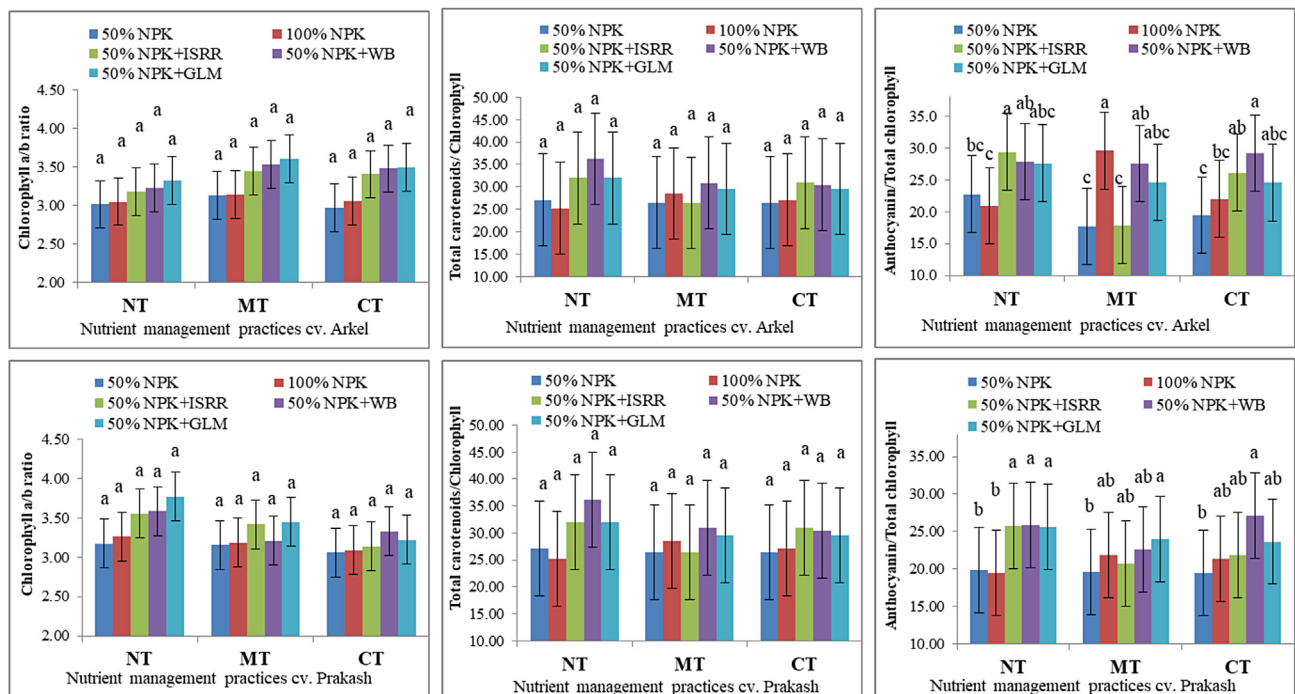 50% NPK 100% NPK
50% NPK+ISRR 50% NPK+WB
50% NPK+GLM
Chlorophyll a/b ratio
4.50
4.00
3.50
3.00
2.50
2.00
a a a a a
a a a a a
a a a a a
NT MT CT
Nutrient management practices cv. Arkel
50% NPK 100% NPK
50% NPK+ISRR 50% NPK+WB
50% NPK+GLM
Total carotenoids/ Chlorophyll
50.00
45.00
40.00
35.00
30.00
25.00
20.00
15.00
10.00
a a a a a
a a a a a
a a a a a
NT MT CT
Nutrient management practices cv. Arkel
50% NPK 100% NPK
50% NPK+ISRR 50% NPK+WB
50% NPK+GLM
Anthocyanin/Total chlorophyll
35.0
30.0
25.0
20.0
15.0
10.0
bc c a ab abc
c a c ab abc
c bc ab a abc
NT MT CT
Nutrient management practices cv. Arkel
50% NPK 100% NPK
50% NPK+ISRR 50% NPK+WB
50% NPK+GLM
Chlorophyll a/b ratio
4.50
4.00
3.50
3.00
2.50
2.00
a a a a a
a a a a a
a a a a a
NT MT CT
Nutrient management practices cv. Prakash
50% NPK 100% NPK
50% NPK+ISRR 50% NPK+WB
50% NPK+GLM
Total carotenoids/Chlorophyll
50.00
45.00
40.00
35.00
30.00
25.00
20.00
15.00
10.00
a a a a a
a a a a a
a a a a a
NT MT CT
Nutrient management practices cv. Prakash
50% NPK 100% NPK
50% NPK+ISRR 50% NPK+WB
50% NPK+GLM
Anthocyanin/Total chlorophyll
35.00
30.00
25.00
20.00
15.00
10.00
b b a a a
b ab ab ab a
b ab ab a ab
NT MT CT
Nutrient management practices cv. Prakash